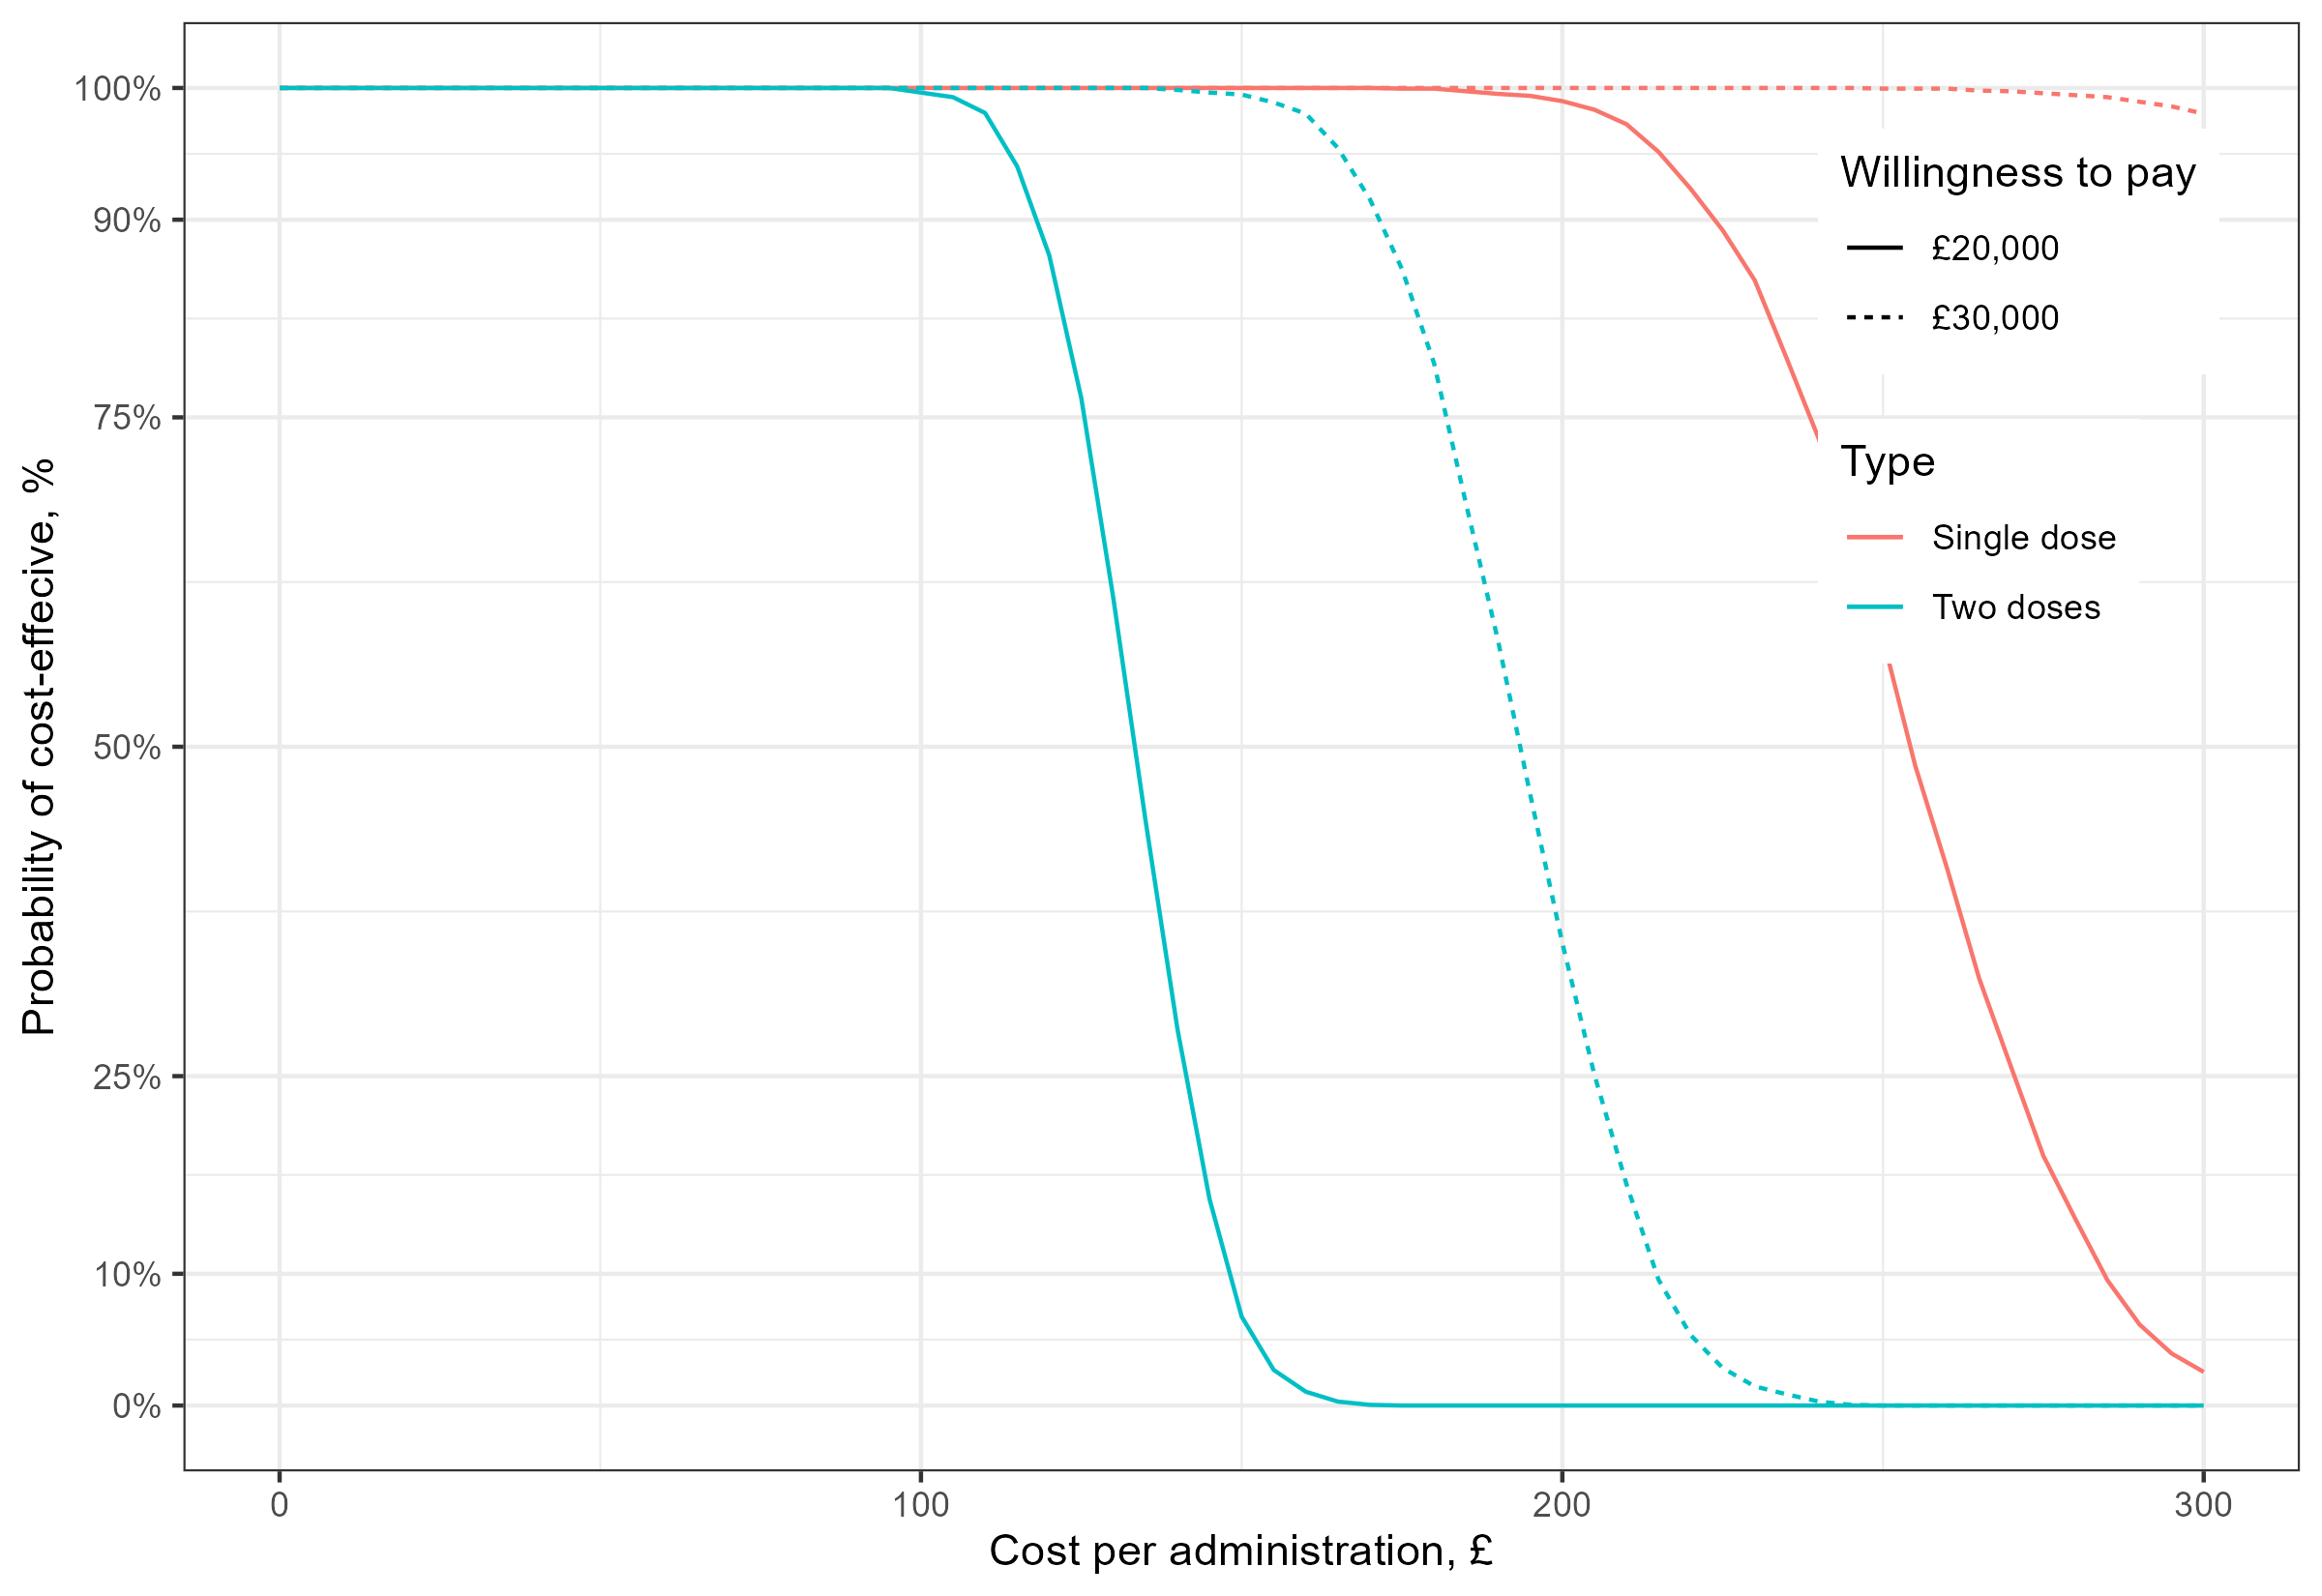 100%
90%
75%
50%
25%
10%
0%
Probability of cost-effecive, %
Willingness to pay
£20,000
£30,000
Type
Single dose
Two doses
0 100 200 300
Cost per administration, £